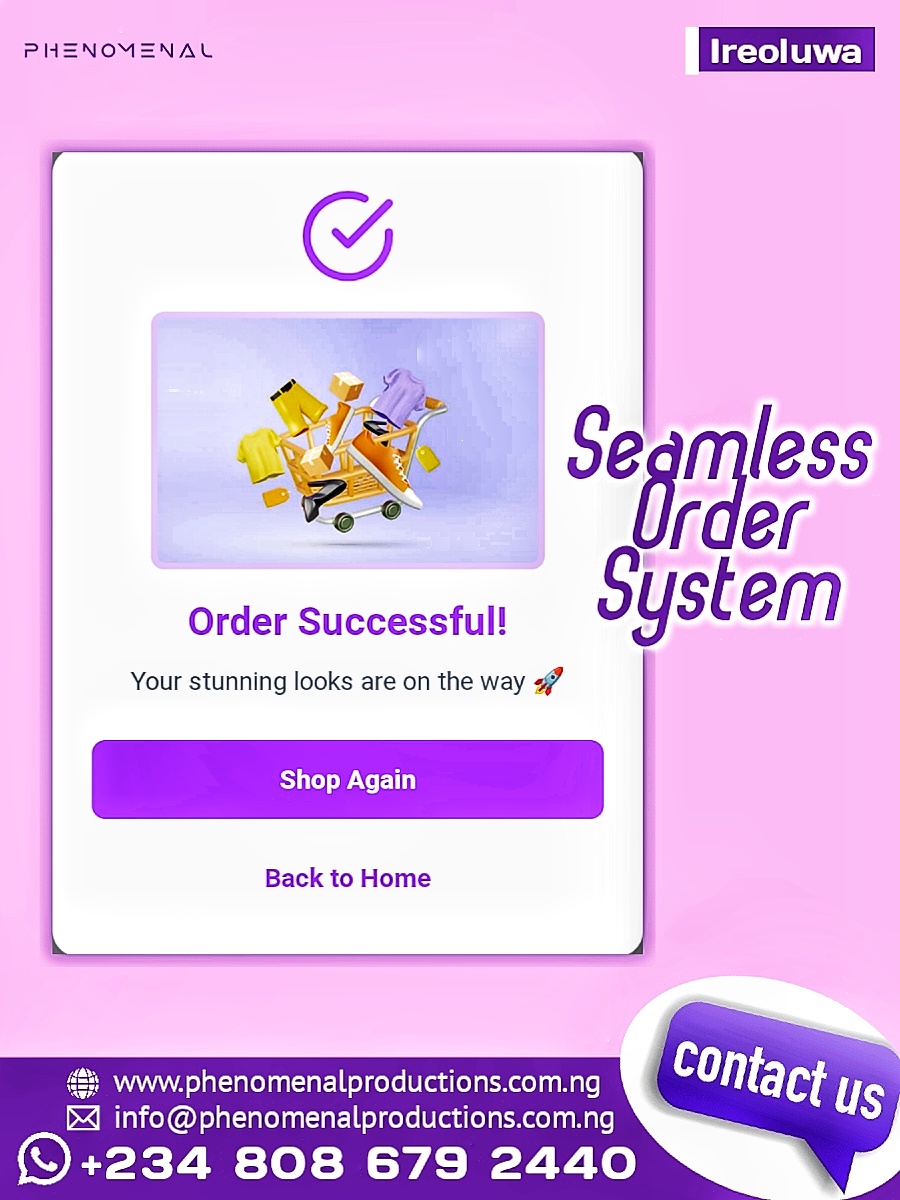 PHENOMENAL
Ireoluwa
Seamless
Order
System
Order Successful!
Your stunning looks are on the way 🚀
Shop Again
Back to Home
contact us
www.phenomenalproductions.com.ng
info@phenomenalproductions.com.ng
+234 808 679 2440